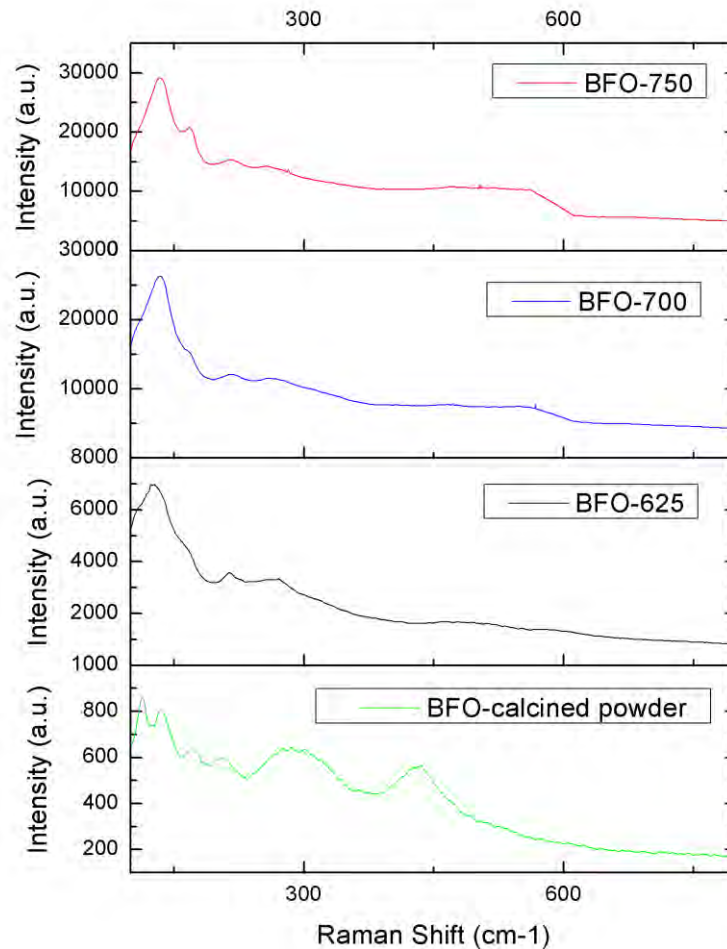 300 600
30000
20000
10000
Intensity (a.u.)
BFO-750
30000
20000
10000
Intensity (a.u.)
BFO-700
8000
6000
4000
2000
Intensity (a.u.)
BFO-625
1000
800
600
400
200
Intensity (a.u.)
BFO-calcined powder
300 600
Raman Shift (cm-1)